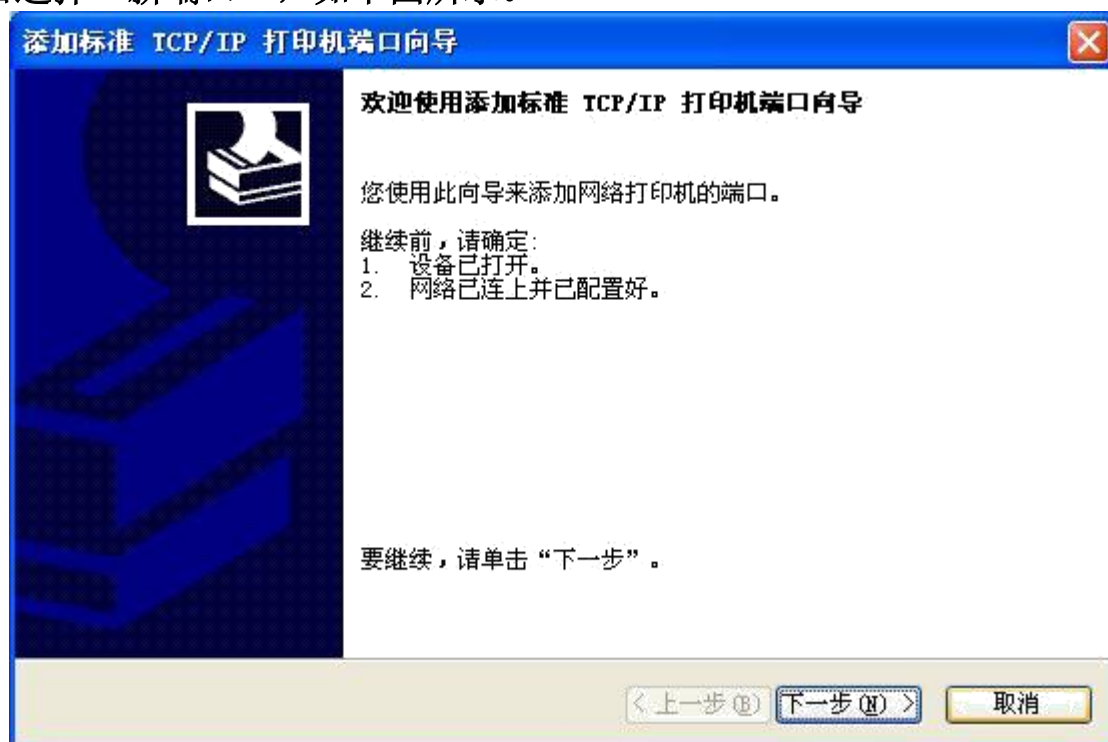 添加标准 TCP/IP 打印机端口向导
欢迎使用添加标准 TCP/IP 打印机端口向导
您使用此向导来添加网络打印机的端口。
继续前，请确定:
1. 设备已打开。
2. 网络已连上并已配置好。
要继续，请单击“下一步”。
< 上一步(B) 下一步(N) > 取消